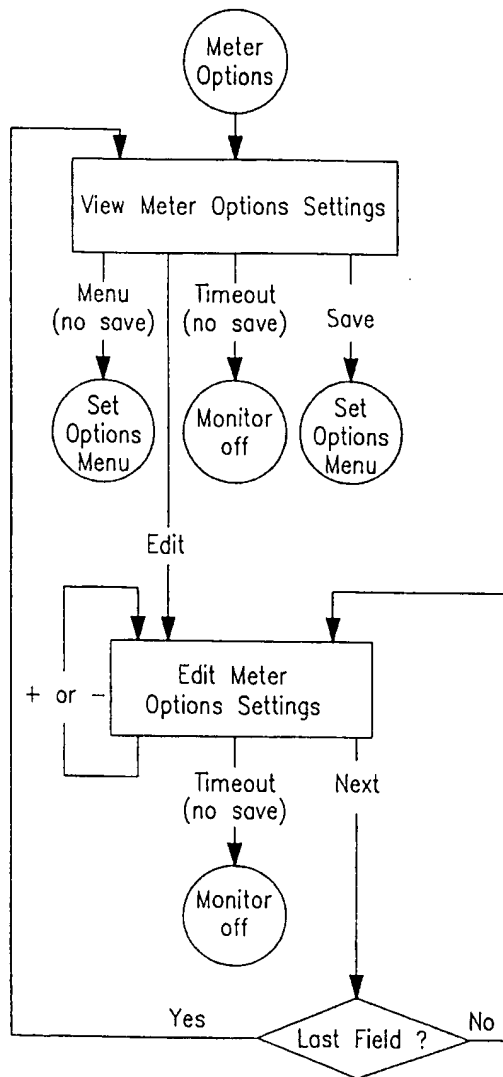 Meter
Options
View Meter Options Settings
Menu
(no save)
Timeout
(no save)
Save
Set
Options
Menu
Monitor
off
Set
Options
Menu
Edit
+ or -
Edit Meter
Options Settings
Timeout
(no save)
Next
Monitor
off
Yes
Last Field ?
No